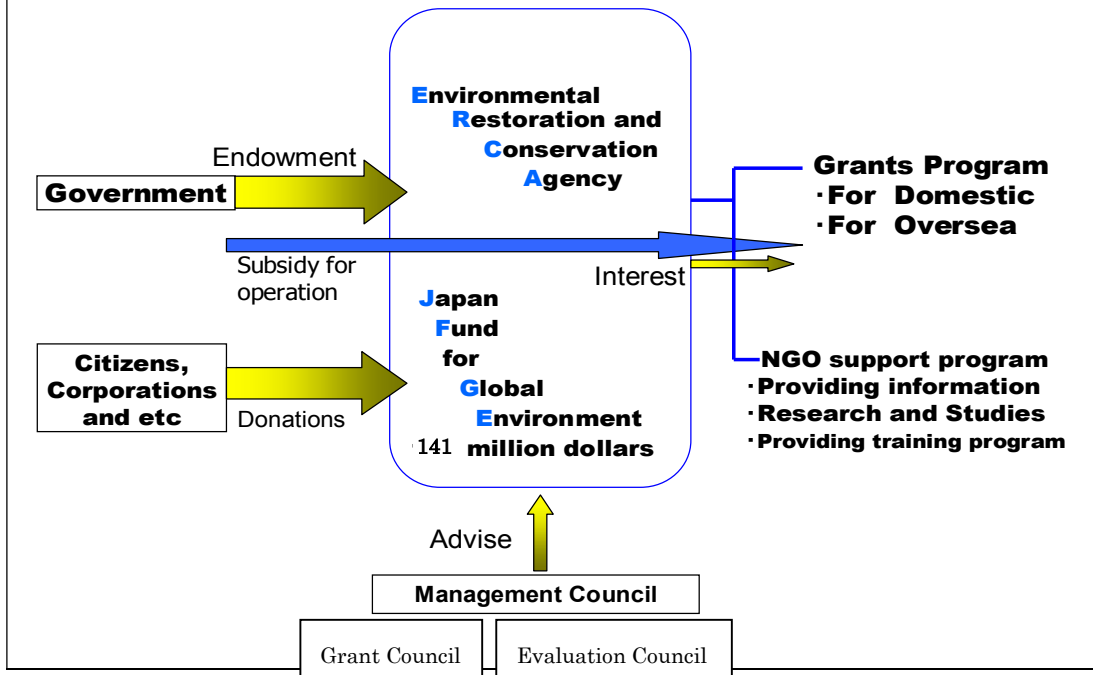 Environmental
Restoration and
Conservation
Agency
Endowment
Government
Subsidy for
operation
Interest
Grants Program
·For Domestic
·For Oversea
Japan
Fund
for
Global
Environment
141 million dollars
Citizens,
Corporations
and etc
Donations
NGO support program
·Providing information
·Research and Studies
·Providing training program
Advise
Management Council
Grant Council
Evaluation Council